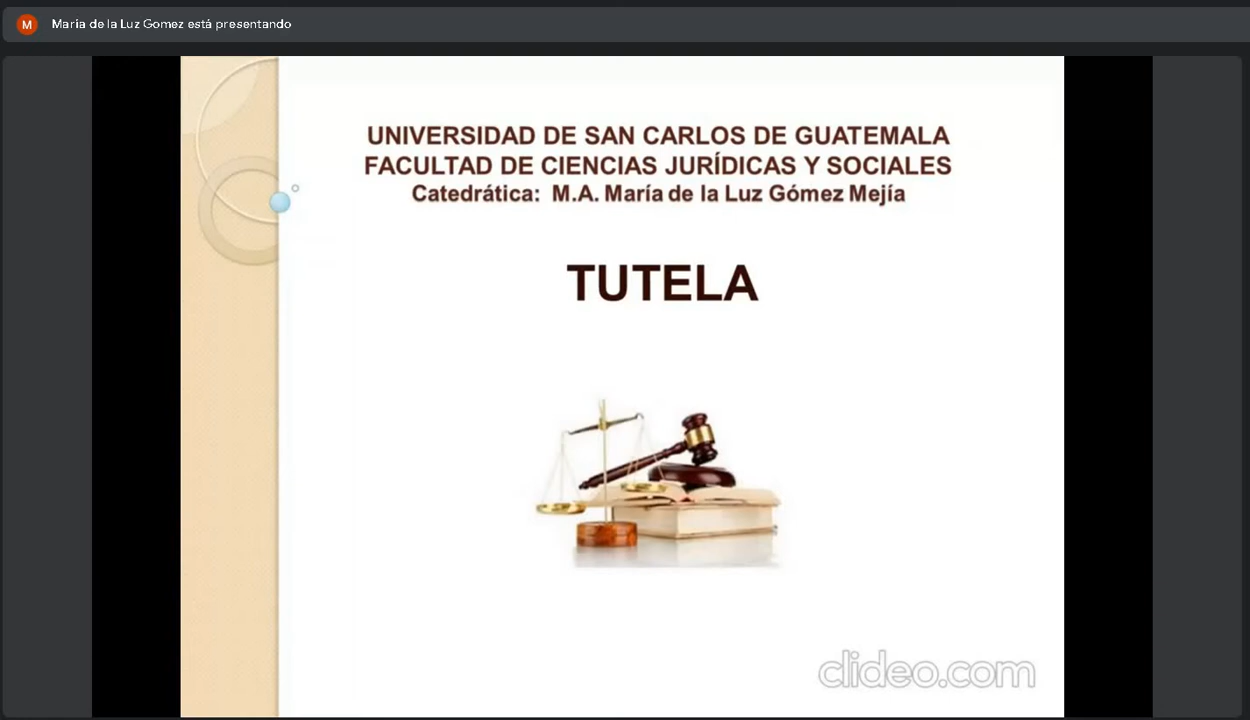 M
Maria de la Luz Gomez está presentando
UNIVERSIDAD DE SAN CARLOS DE GUATEMALA
FACULTAD DE CIENCIAS JURÍDICAS Y SOCIALES
Catedrática: M.A. María de la Luz Gómez Mejía
TUTELA
clideo.com